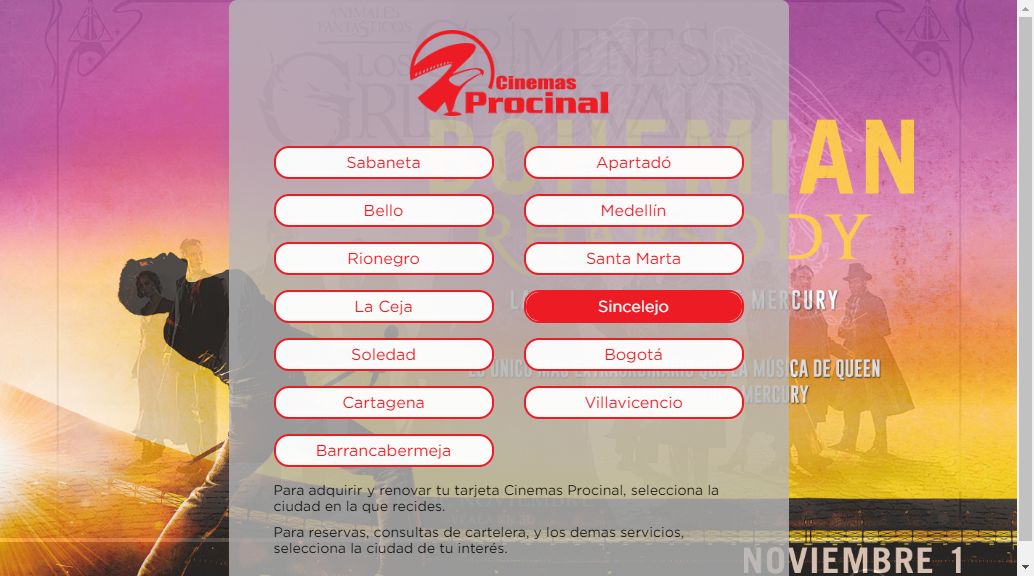 ANIMALES
FANTÁSTICOS
LOS CRÍMENES DE
GRINDELWALD
Cinemas
Procinal
BOHEMIAN
RHAPSODY
Sabaneta
Apartadó
Bello
Medellín
Rionegro
Santa Marta
La Ceja
Sincelejo
MERCURY
Soledad
Bogotá
LO ÚNICO MÁS EXTRAORDINARIO QUE LA MÚSICA DE QUEEN
MERCURY
Cartagena
Villavicencio
Barrancabermeja
Para adquirir y renovar tu tarjeta Cinemas Procinal, selecciona la
ciudad en la que recides.
Para reservas, consultas de cartelera, y los demas servicios,
selecciona la ciudad de tu interés.
NOVIEMBRE 1